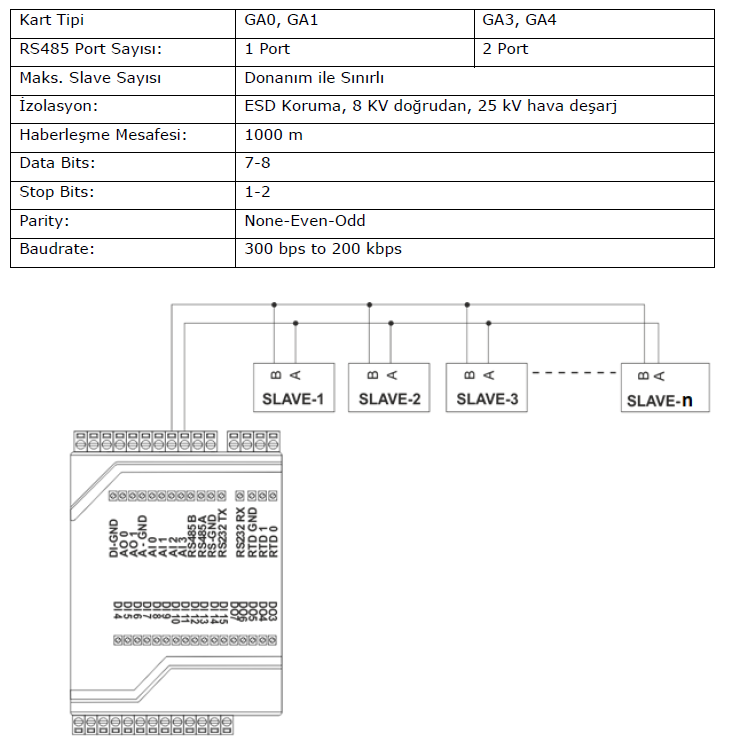 Kart Tipi GA0, GA1 GA3, GA4
RS485 Port Sayısı: 1 Port 2 Port
Maks. Slave Sayısı Donanım ile Sınırlı
İzolasyon: ESD Koruma, 8 KV doğrudan, 25 kV hava deşarj
Haberleşme Mesafesi: 1000 m
Data Bits: 7-8
Stop Bits: 1-2
Parity: None-Even-Odd
Baudrate: 300 bps to 200 kbps
B A B A B A B A
SLAVE-1 SLAVE-2 SLAVE-3 SLAVE-n
DI-GND
AO 0
AO 1
A - GND
AI 0
AI 1
AI 2
AI 3
RS485 B
RS485A
RS-GND
RS232 TX
RS232 RX
RTD GND
RTD 1
RTD 0
DI 4
DI 5
DI 6
DI 7
DI 8
DI 9
DI 10
DI 11
DI 12
DI 13
DI 14
DI 15
DO7
DO6
DO5
DO4
DO3